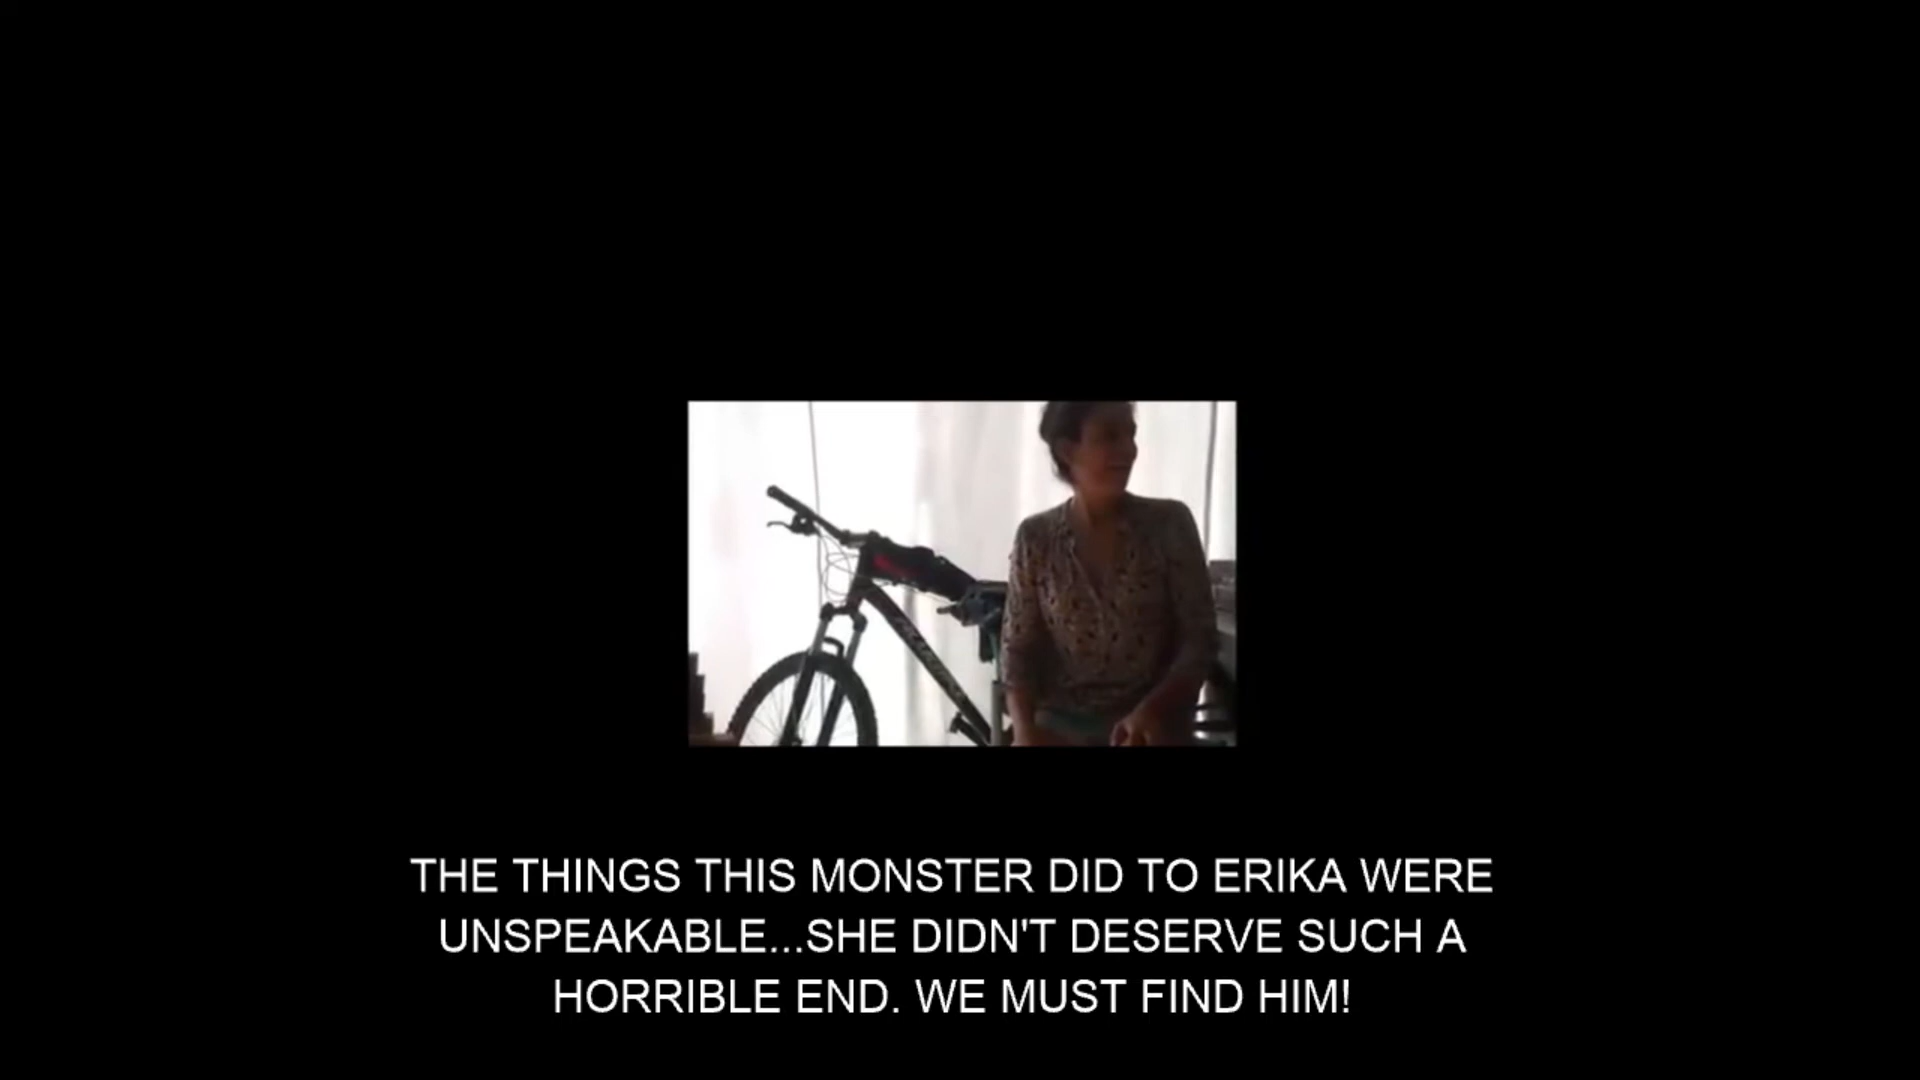 THE THINGS THIS MONSTER DID TO ERIKA WERE
UNSPEAKABLE...SHE DIDN'T DESERVE SUCH A
HORRIBLE END. WE MUST FIND HIM!